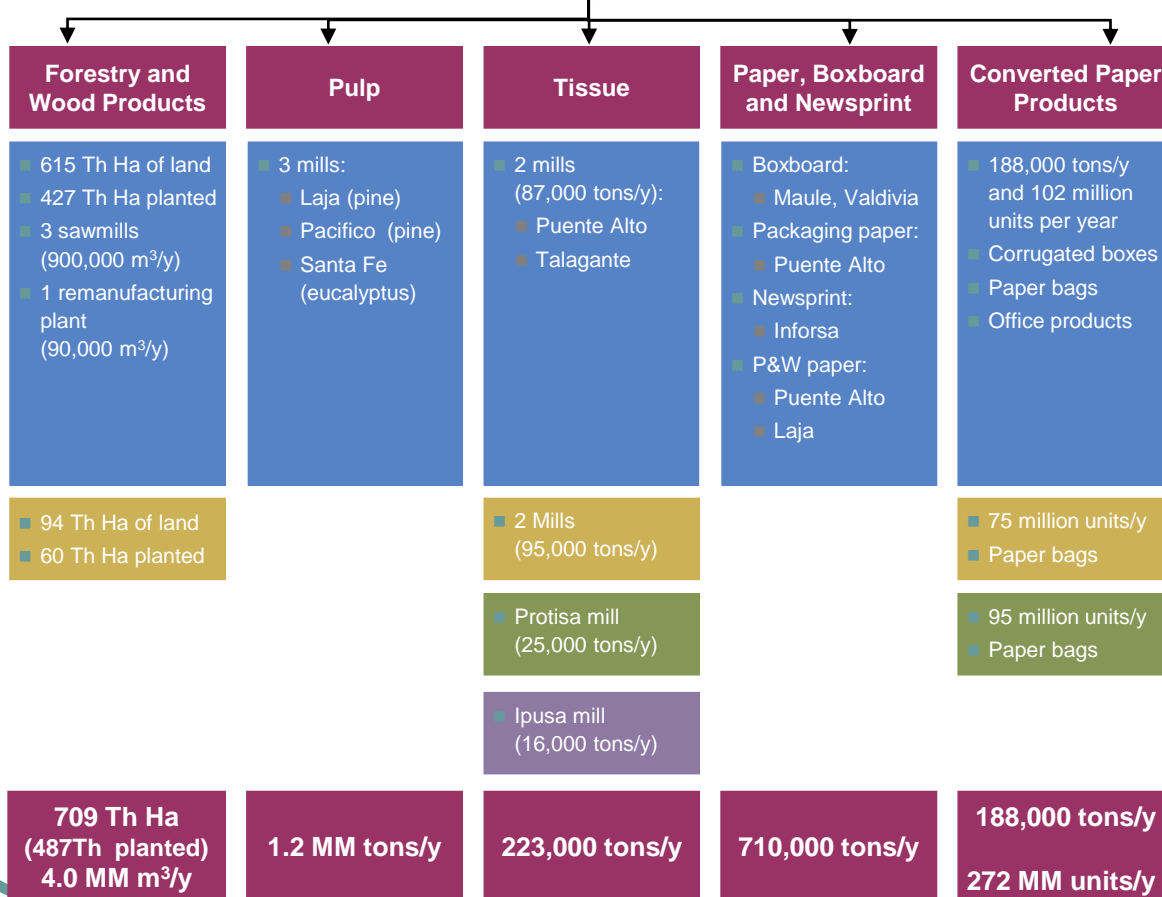 Forestry and
Wood Products
Pulp
Tissue
Paper, Boxboard
and Newsprint
Converted Paper
Products
615 Th Ha of land
427 Th Ha planted
3 sawmills
(900,000 m³/y)
1 remanufacturing
plant
(90,000 m³/y)
3 mills:
Laja (pine)
Pacifico (pine)
Santa Fe
(eucalyptus)
2 mills
(87,000 tons/y):
Puente Alto
Talagante
Boxboard:
Maule, Valdivia
Packaging paper:
Puente Alto
Newsprint:
Inforsa
P&W paper:
Puente Alto
Laja
188,000 tons/y
and 102 million
units per year
Corrugated boxes
Paper bags
Office products
94 Th Ha of land
60 Th Ha planted
2 Mills
(95,000 tons/y)
75 million units/y
Paper bags
Protisa mill
(25,000 tons/y)
95 million units/y
Paper bags
Ipusa mill
(16,000 tons/y)
709 Th Ha
(487Th planted)
4.0 MM m³/y
1.2 MM tons/y
223,000 tons/y
710,000 tons/y
188,000 tons/y
272 MM units/y